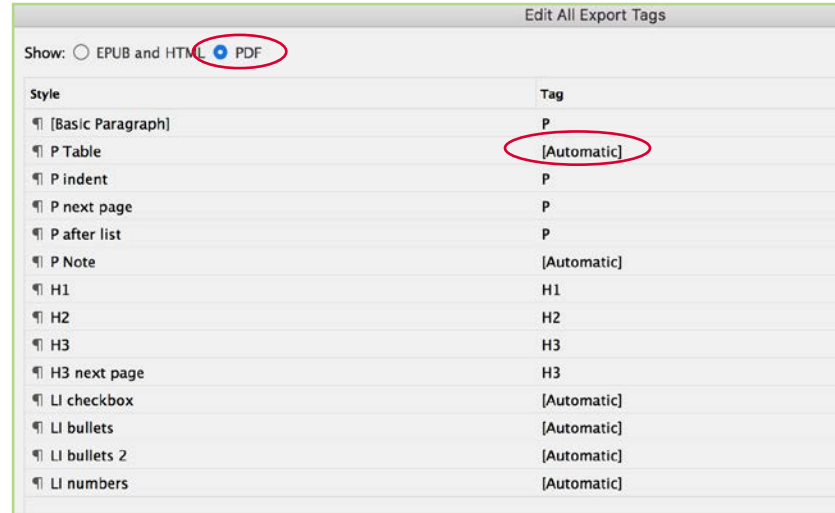 Edit All Export Tags
Show: EPUB and HTML PDF
Style Tag
¶ [Basic Paragraph] P
¶ P Table [Automatic]
¶ P indent P
¶ P next page P
¶ P after list P
¶ P Note [Automatic]
¶ H1 H1
¶ H2 H2
¶ H3 H3
¶ H3 next page H3
¶ LI checkbox [Automatic]
¶ LI bullets [Automatic]
¶ LI bullets 2 [Automatic]
¶ LI numbers [Automatic]